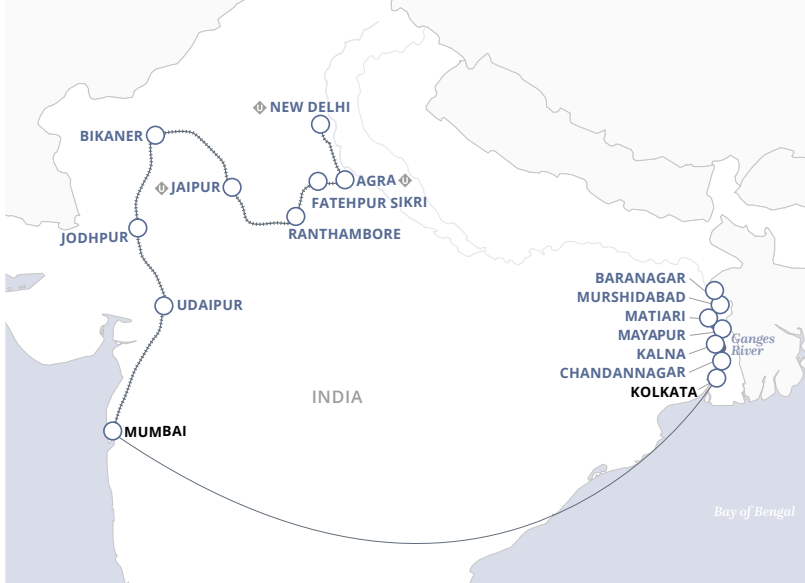 U NEW DELHI
BIKANER
U JAIPUR
AGRA U
FATEHPUR SIKRI
JODHPUR
RANTHAMBORE
UDAIPUR
BARANAGAR
MURSHIDABAD
MATIARI
MAYAPUR
Ganges
River
KALNA
CHANDANNAGAR
KOLKATA
INDIA
MUMBAI
Bay of Bengal